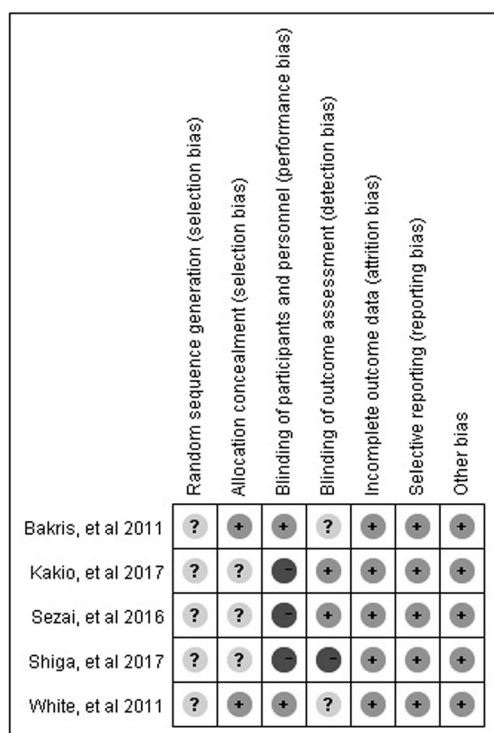 Random sequence generation (selection bias)
Allocation concealment (selection bias)
Blinding of participants and personnel (performance bias)
Blinding of outcome assessment (detection bias)
Incomplete outcome data (attrition bias)
Selective reporting (reporting bias)
Other bias
Bakris, et al 2011 ? + + ? + + +
Kakio, et al 2017 ? ? - + + + +
Sezai, et al 2016 ? ? - + + + +
Shiga, et al 2017 ? ? - - + + +
White, et al 2011 ? + + ? + + +